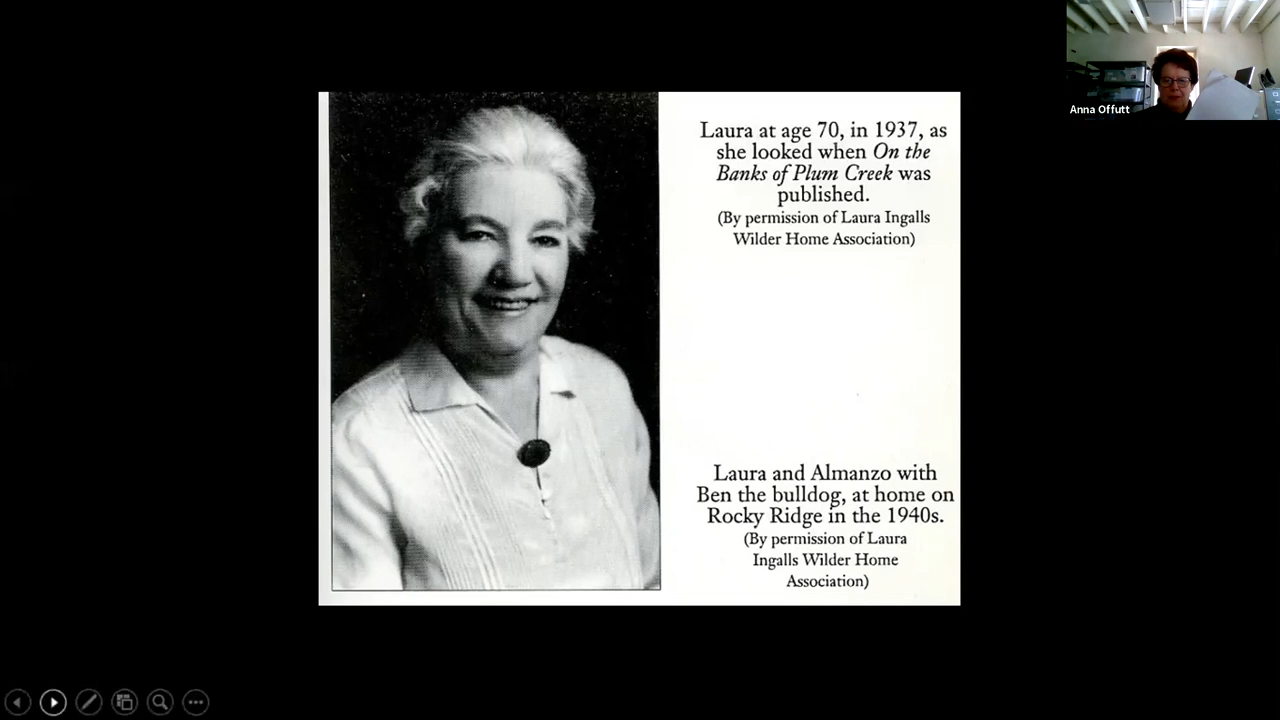 Anna Offutt
Laura at age 70, in 1937, as
she looked when On the
Banks of Plum Creek was
published.
(By permission of Laura Ingalls
Wilder Home Association)
Laura and Almanzo with
Ben the bulldog, at home on
Rocky Ridge in the 1940s.
(By permission of Laura
Ingalls Wilder Home
Association)